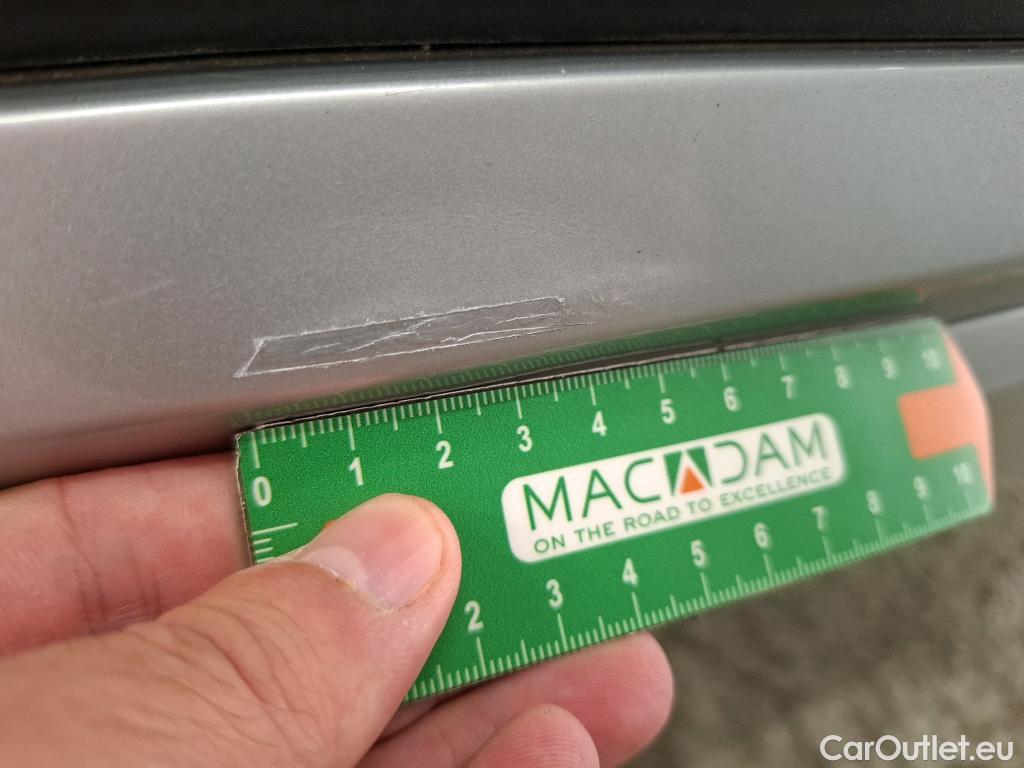 0 1 2 3 4 5 6 7 8 9 10
MACADAM
ON THE ROAD TO EXCELLENCE
2 3 4 5 6 7 8 9 10
CarOutlet.eu